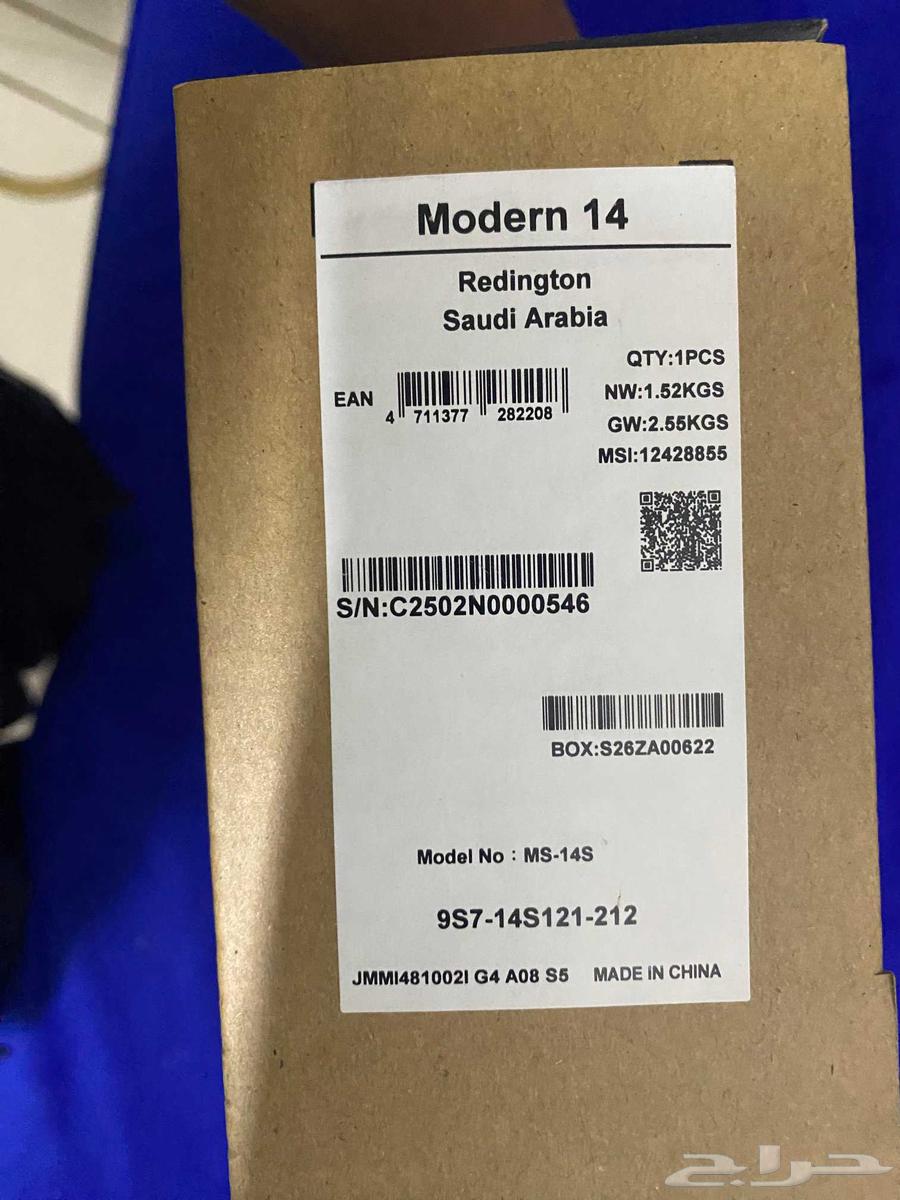 Modern 14
Redington
Saudi Arabia
QTY:1PCS
EAN
4 711377 282208
NW:1.52KGS
GW:2.55KGS
MSI:12428855
S/N:C2502N0000546
BOX:S26ZA00622
Model No : MS-14S
9S7-14S121-212
JMMI481002I G4 A08 S5 MADE IN CHINA
حراج